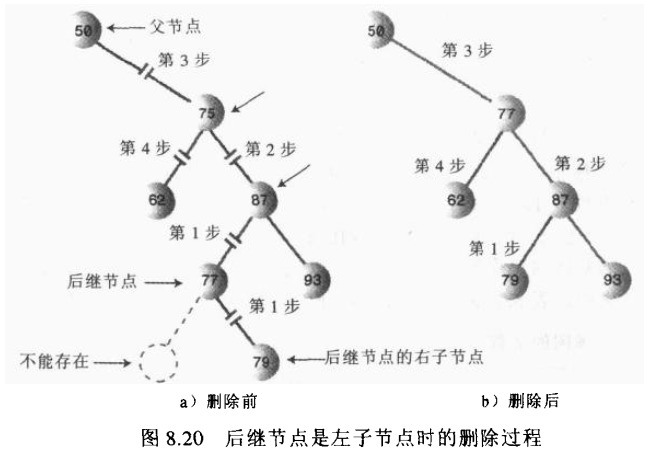 50 父节点
第3步
75
第4步 第2步
62 87
第1步
后继节点 77 93
第1步
不能存在 79 后继节点的右子节点
a）删除前
50
第3步
77
第4步 第2步
62 87
第1步
79 93
b）删除后
图 8.20 后继节点是左子节点时的删除过程